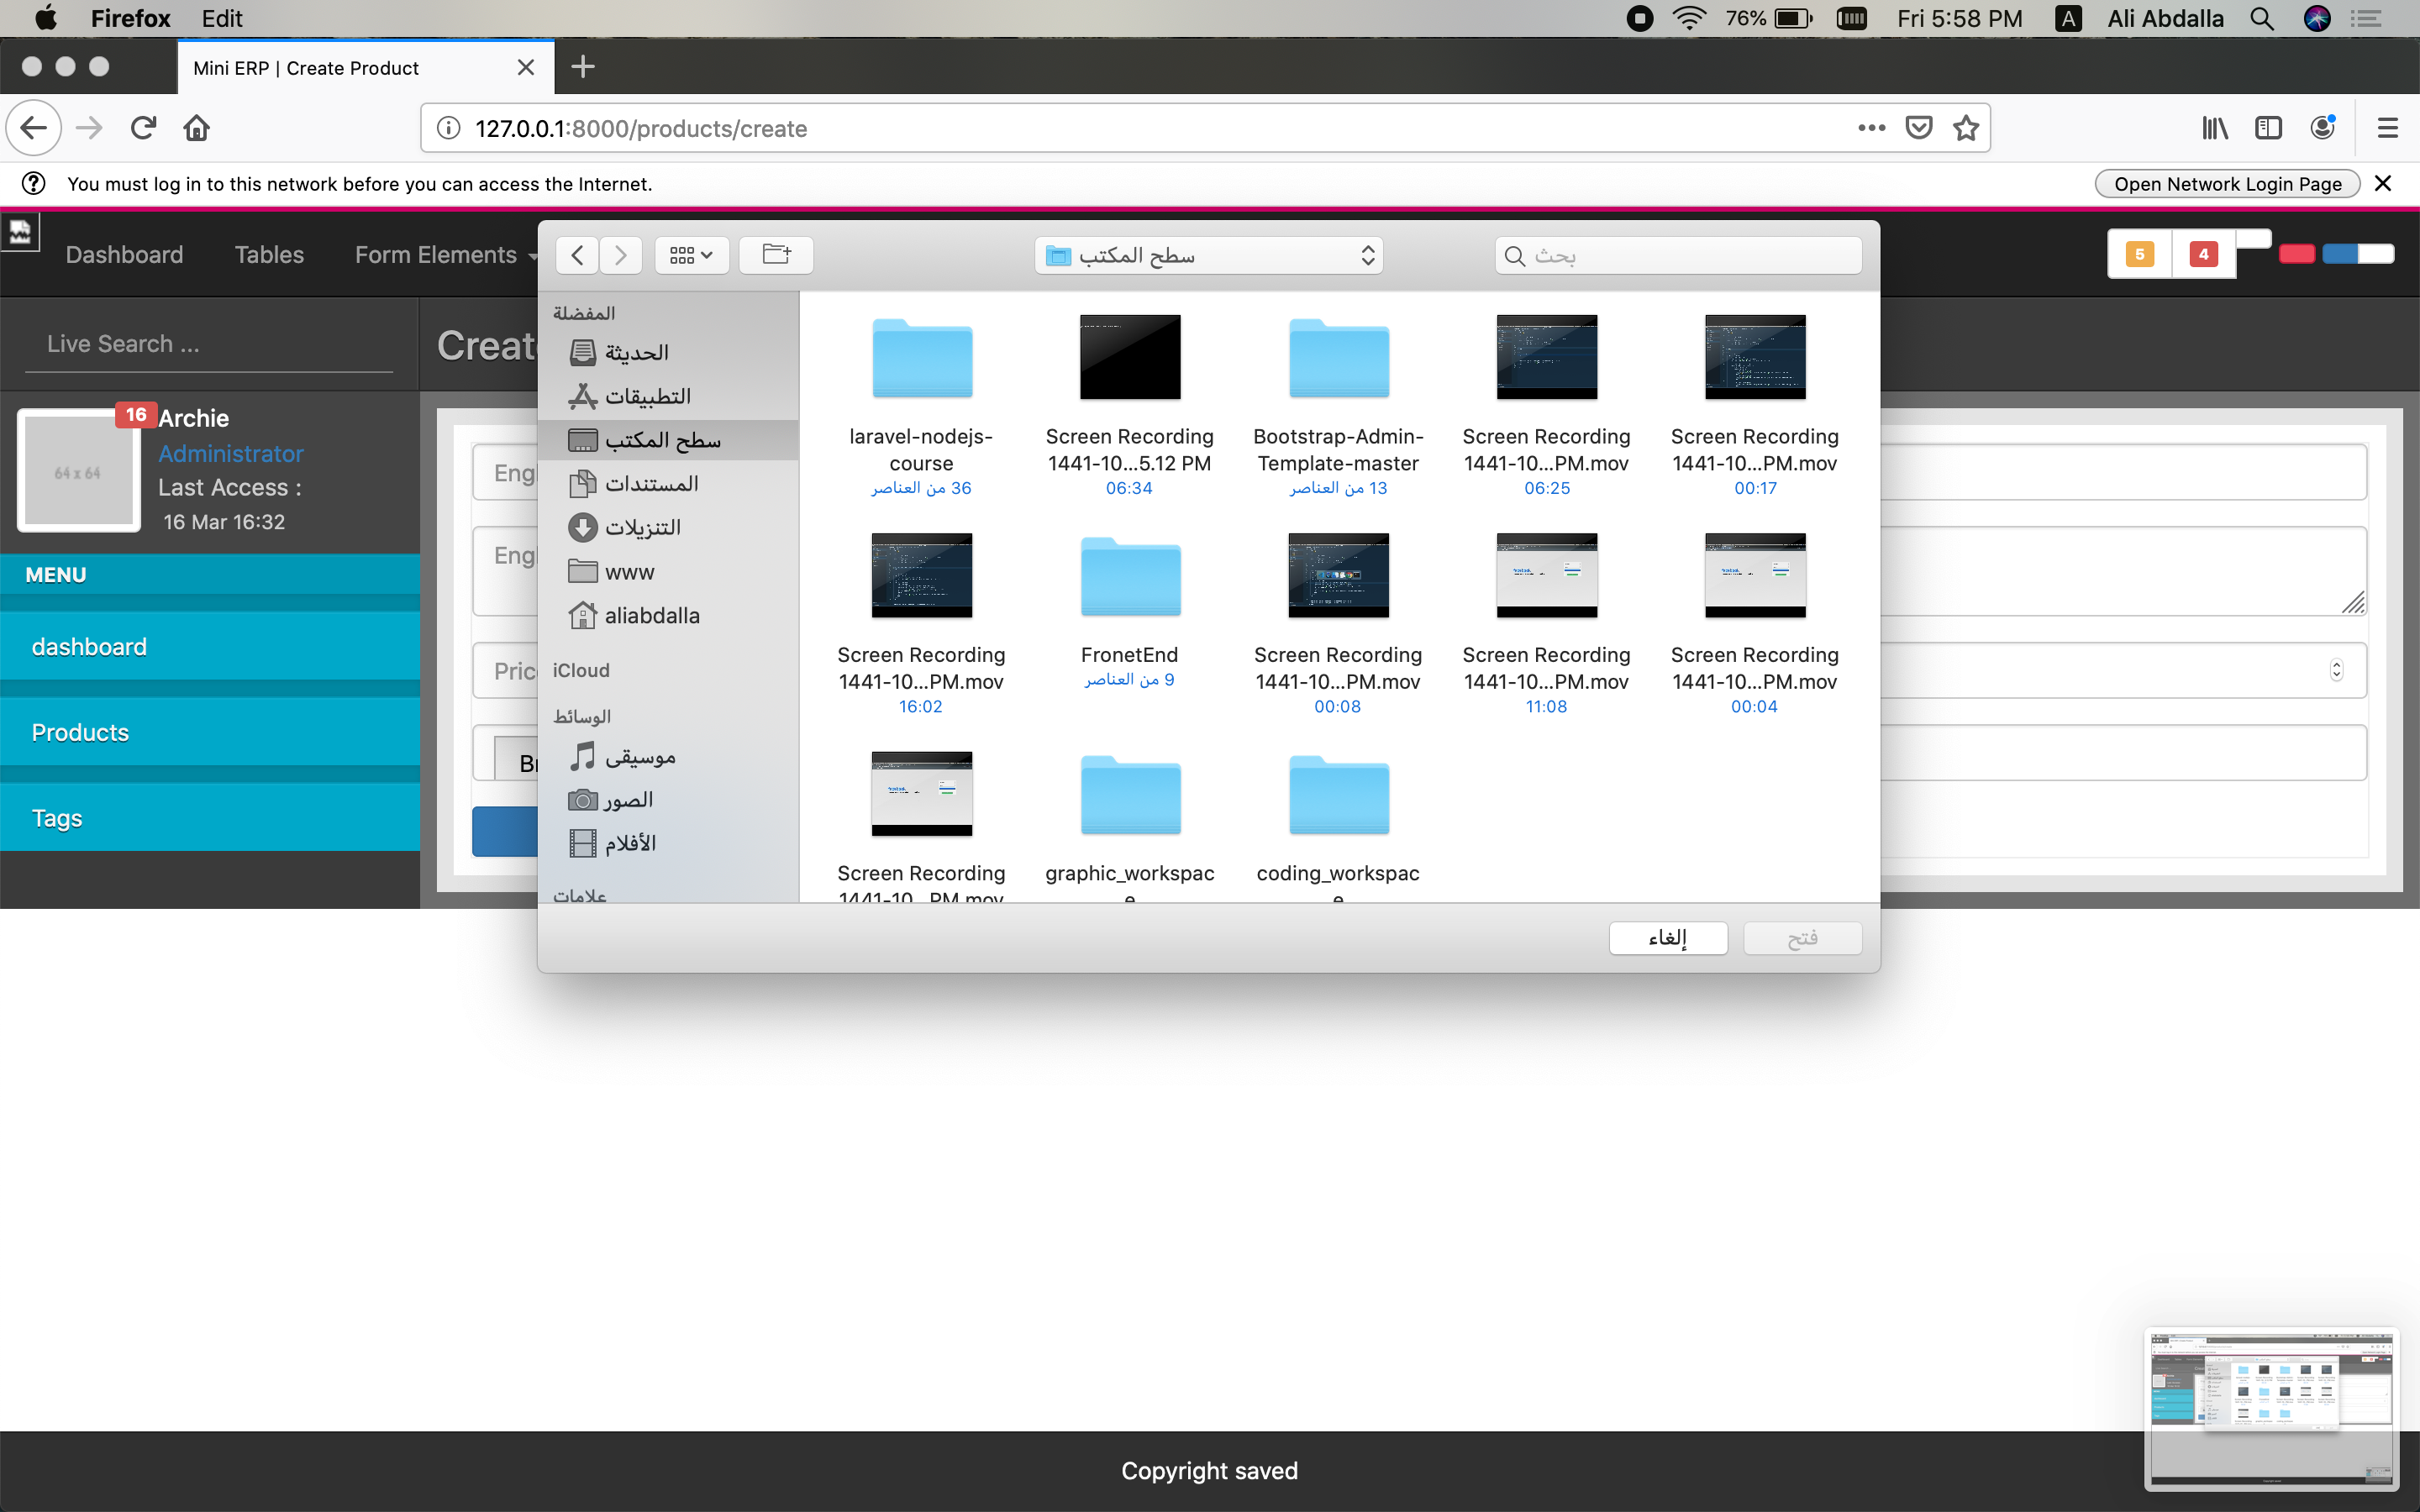 Firefox Edit 76% Fri 5:58 PM A Ali Abdalla
Mini ERP | Create Product
127.0.0.1:8000/products/create
You must log in to this network before you can access the Internet. Open Network Login Page
Dashboard Tables Form Elements 5 4
سطح المكتب
بحث
Live Search ...
Creat
16
Archie
Administrator
Last Access :
16 Mar 16:32
64 x 64
MENU
dashboard
Products
Tags
Engl
Engl
Pric
Br
المفضلة
الحديثة
التطبيقات
سطح المكتب
المستندات
التنزيلات
www
aliabdalla
iCloud
الوسائط
موسيقى
الصور
الأفلام
علامات
laravel-nodejs-
course
36 من العناصر
Screen Recording
1441-10...5.12 PM
06:34
Bootstrap-Admin-
Template-master
13 من العناصر
Screen Recording
1441-10...PM.mov
06:25
Screen Recording
1441-10...PM.mov
00:17
Screen Recording
1441-10...PM.mov
16:02
FronetEnd
9 من العناصر
Screen Recording
1441-10...PM.mov
00:08
Screen Recording
1441-10...PM.mov
11:08
Screen Recording
1441-10...PM.mov
00:04
Screen Recording
1441-10...PM.mov
graphic_workspac
e
coding_workspac
e
إلغاء
فتح
Copyright saved